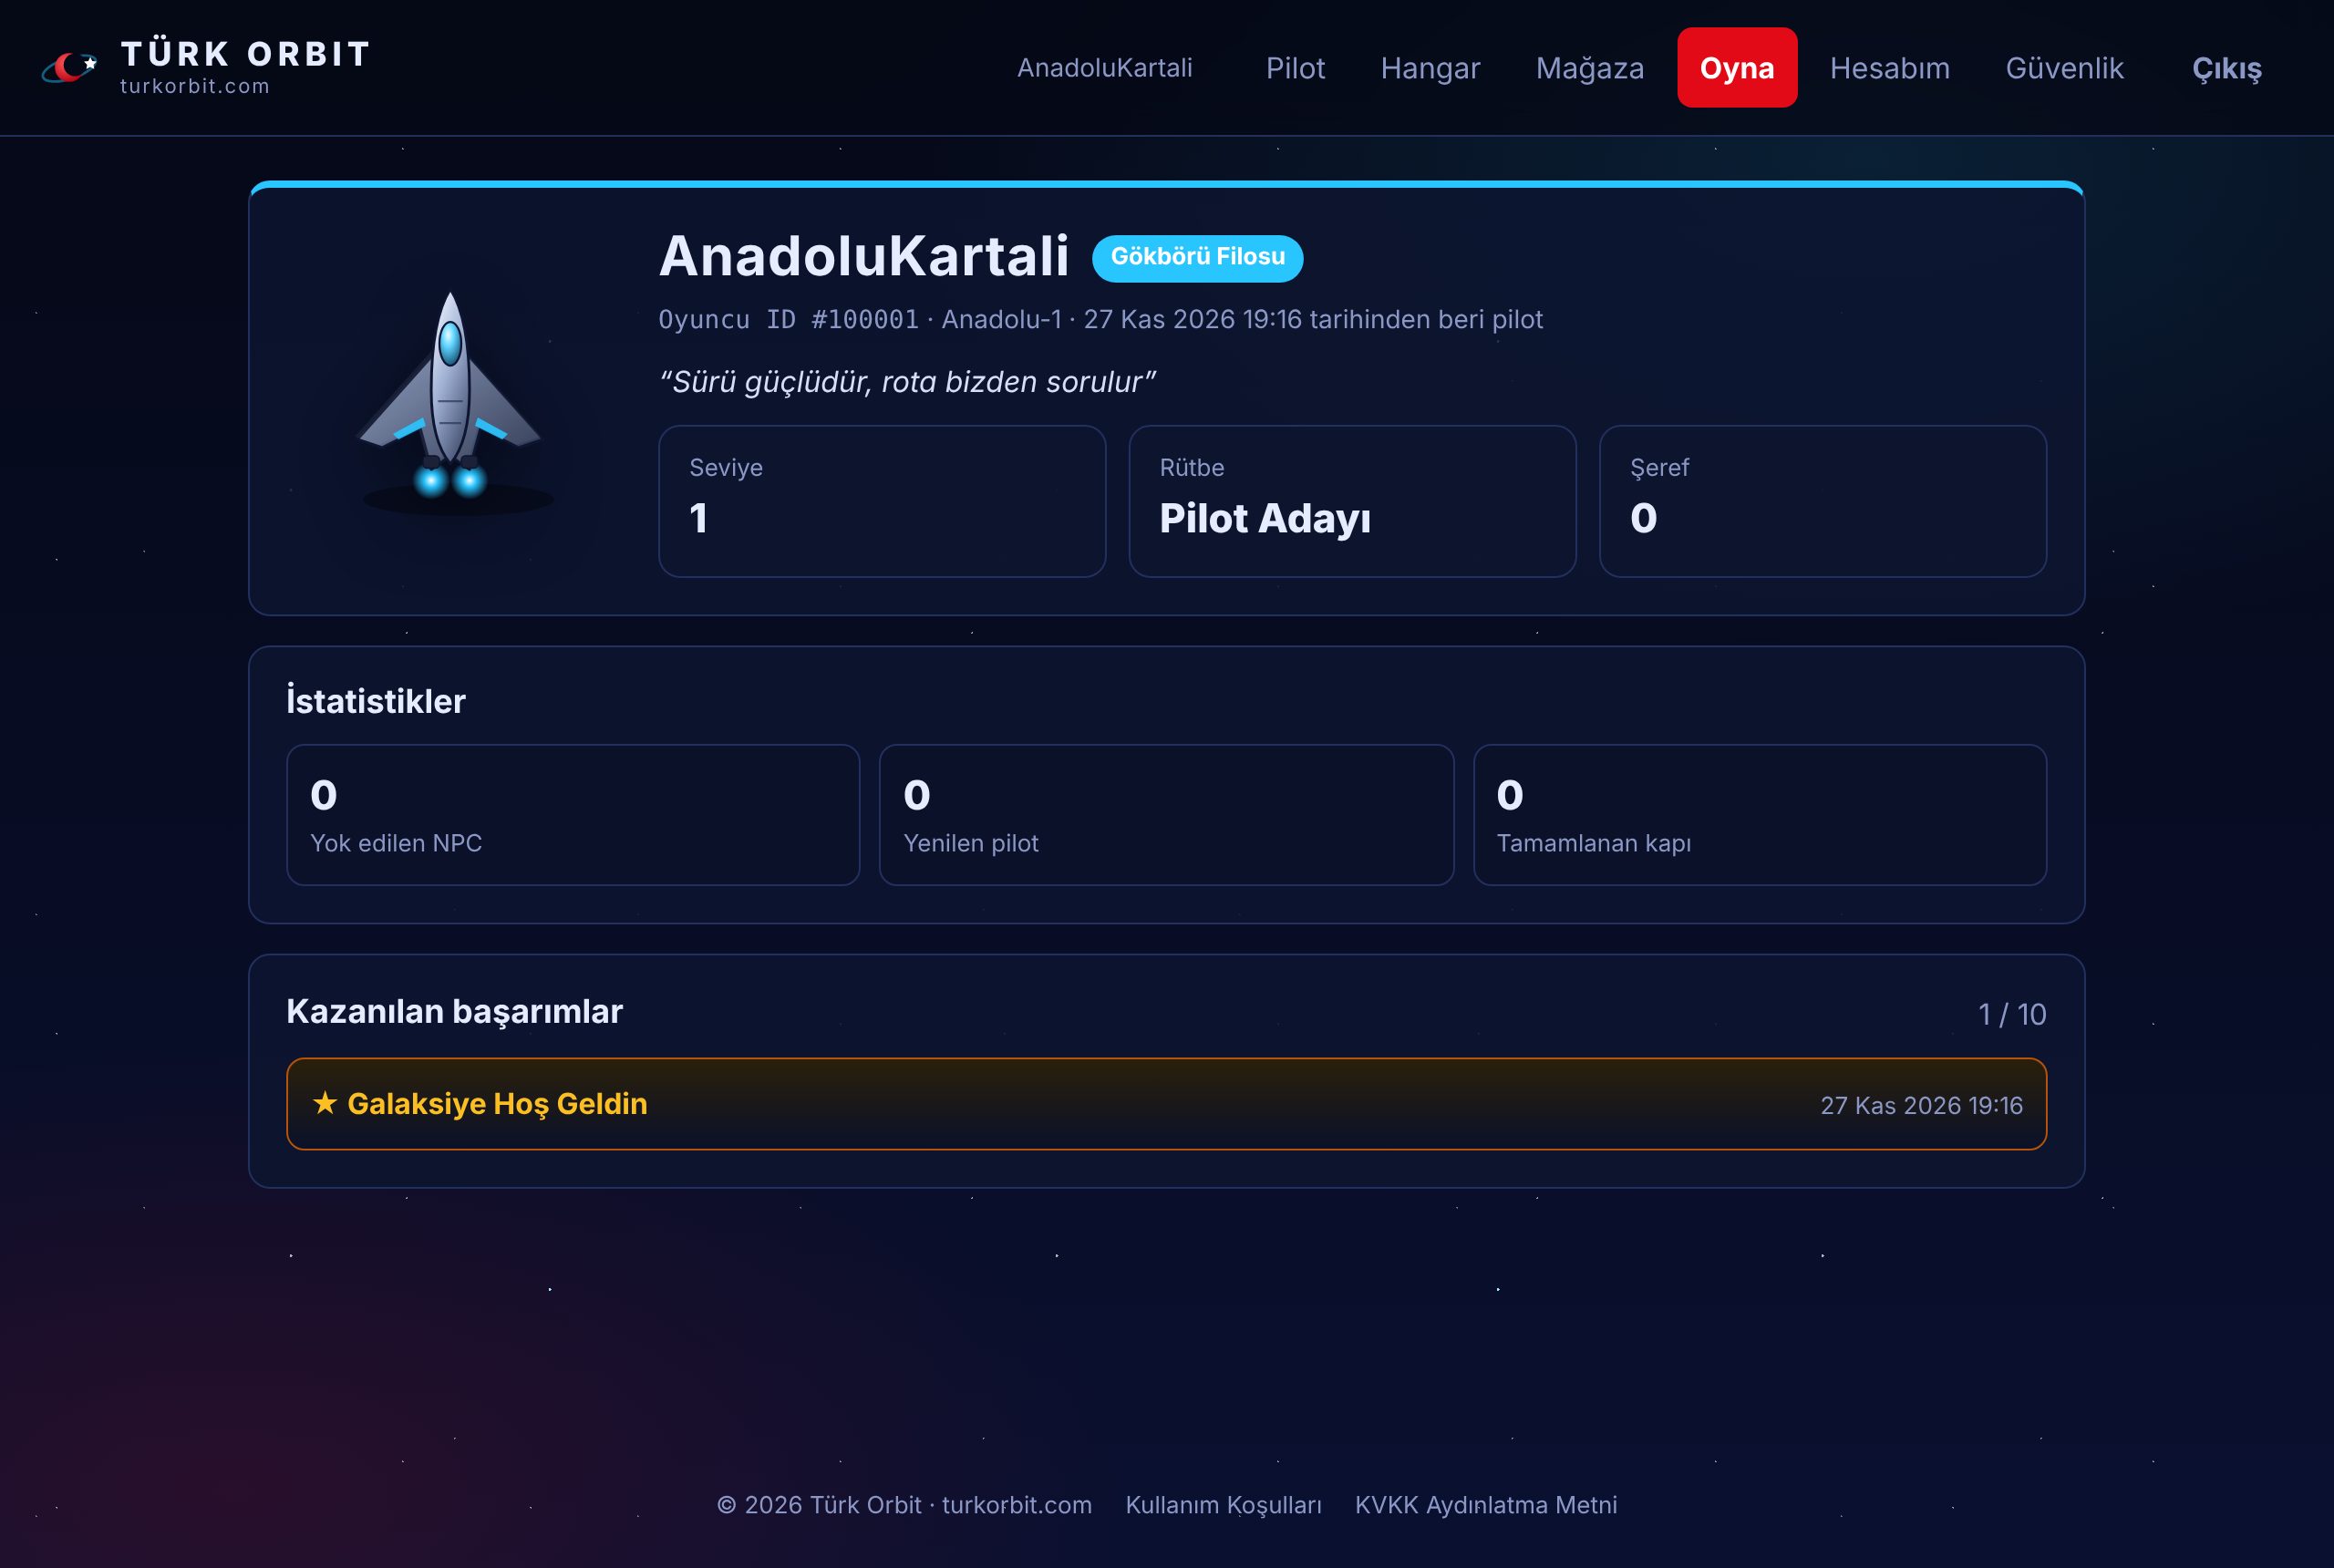 TÜRK ORBIT
turkorbit.com
AnadoluKartali Pilot Hangar Mağaza Oyna Hesabım Güvenlik Çıkış
AnadoluKartali Gökbörü Filosu
Oyuncu ID #100001 · Anadolu-1 · 27 Kas 2026 19:16 tarihinden beri pilot
“Sürü güçlüdür, rota bizden sorulur”
Seviye Rütbe Şeref
1 Pilot Adayı 0
İstatistikler
0 0 0
Yok edilen NPC Yenilen pilot Tamamlanan kapı
Kazanılan başarımlar 1 / 10
★ Galaksiye Hoş Geldin 27 Kas 2026 19:16
© 2026 Türk Orbit · turkorbit.com Kullanım Koşulları KVKK Aydınlatma Metni